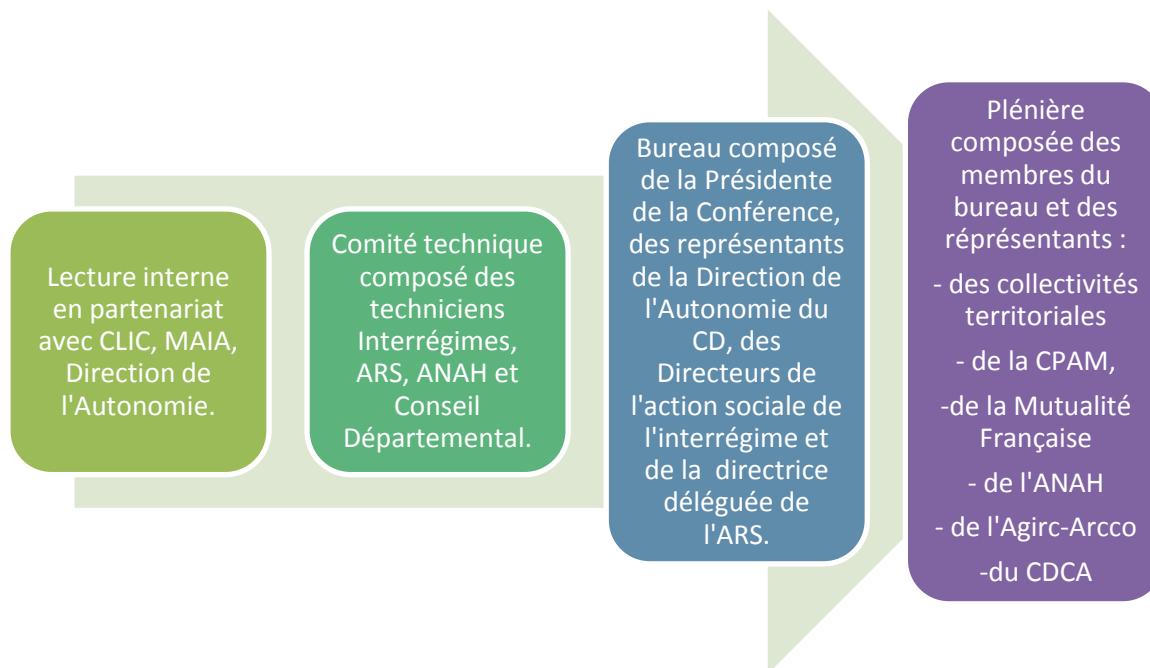 Lecture interne
en partenariat
avec CLIC, MAIA,
Direction de
l'Autonomie.
Comité technique
composé des
techniciens
Interrégimes,
ARS, ANAH et
Conseil
Départemental.
Bureau composé
de la Présidente
de la Conférence,
des représentants
de la Direction de
l'Autonomie du
CD, des
Directeurs de
l'action sociale de
l'interrégime et
de la directrice
déléguée de
l'ARS.
Plénière
composée des
membres du
bureau et des
réprésentants :
- des collectivités
territoriales
- de la CPAM,
-de la Mutualité
Française
- de l'ANAH
- de l'Agirc-Arcco
-du CDCA